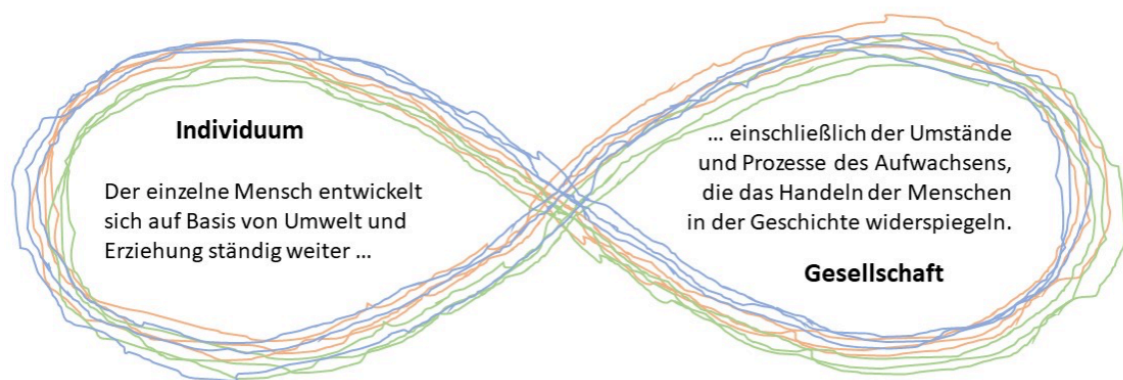 Individuum
Der einzelne Mensch entwickelt
sich auf Basis von Umwelt und
Erziehung ständig weiter ...
... einschließlich der Umstände
und Prozesse des Aufwachsens,
die das Handeln der Menschen
in der Geschichte widerspiegeln.
Gesellschaft